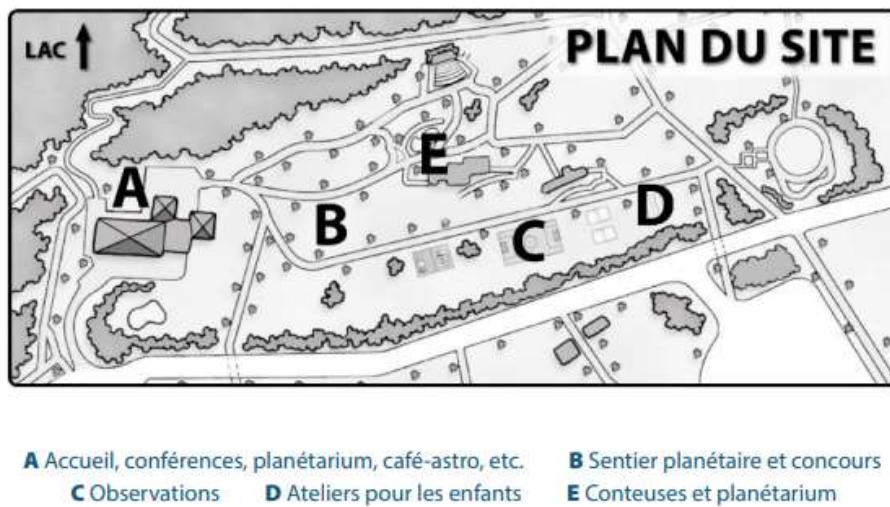 LAC
PLAN DU SITE
A
E
B
D
C
A Accueil, conférences, planétarium, café-astro, etc. B Sentier planétaire et concours
C Observations D Ateliers pour les enfants E Conteuses et planétarium